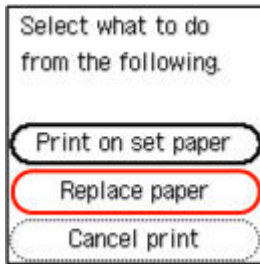 Select what to do
from the following.
Print on set paper
Replace paper
Cancel print